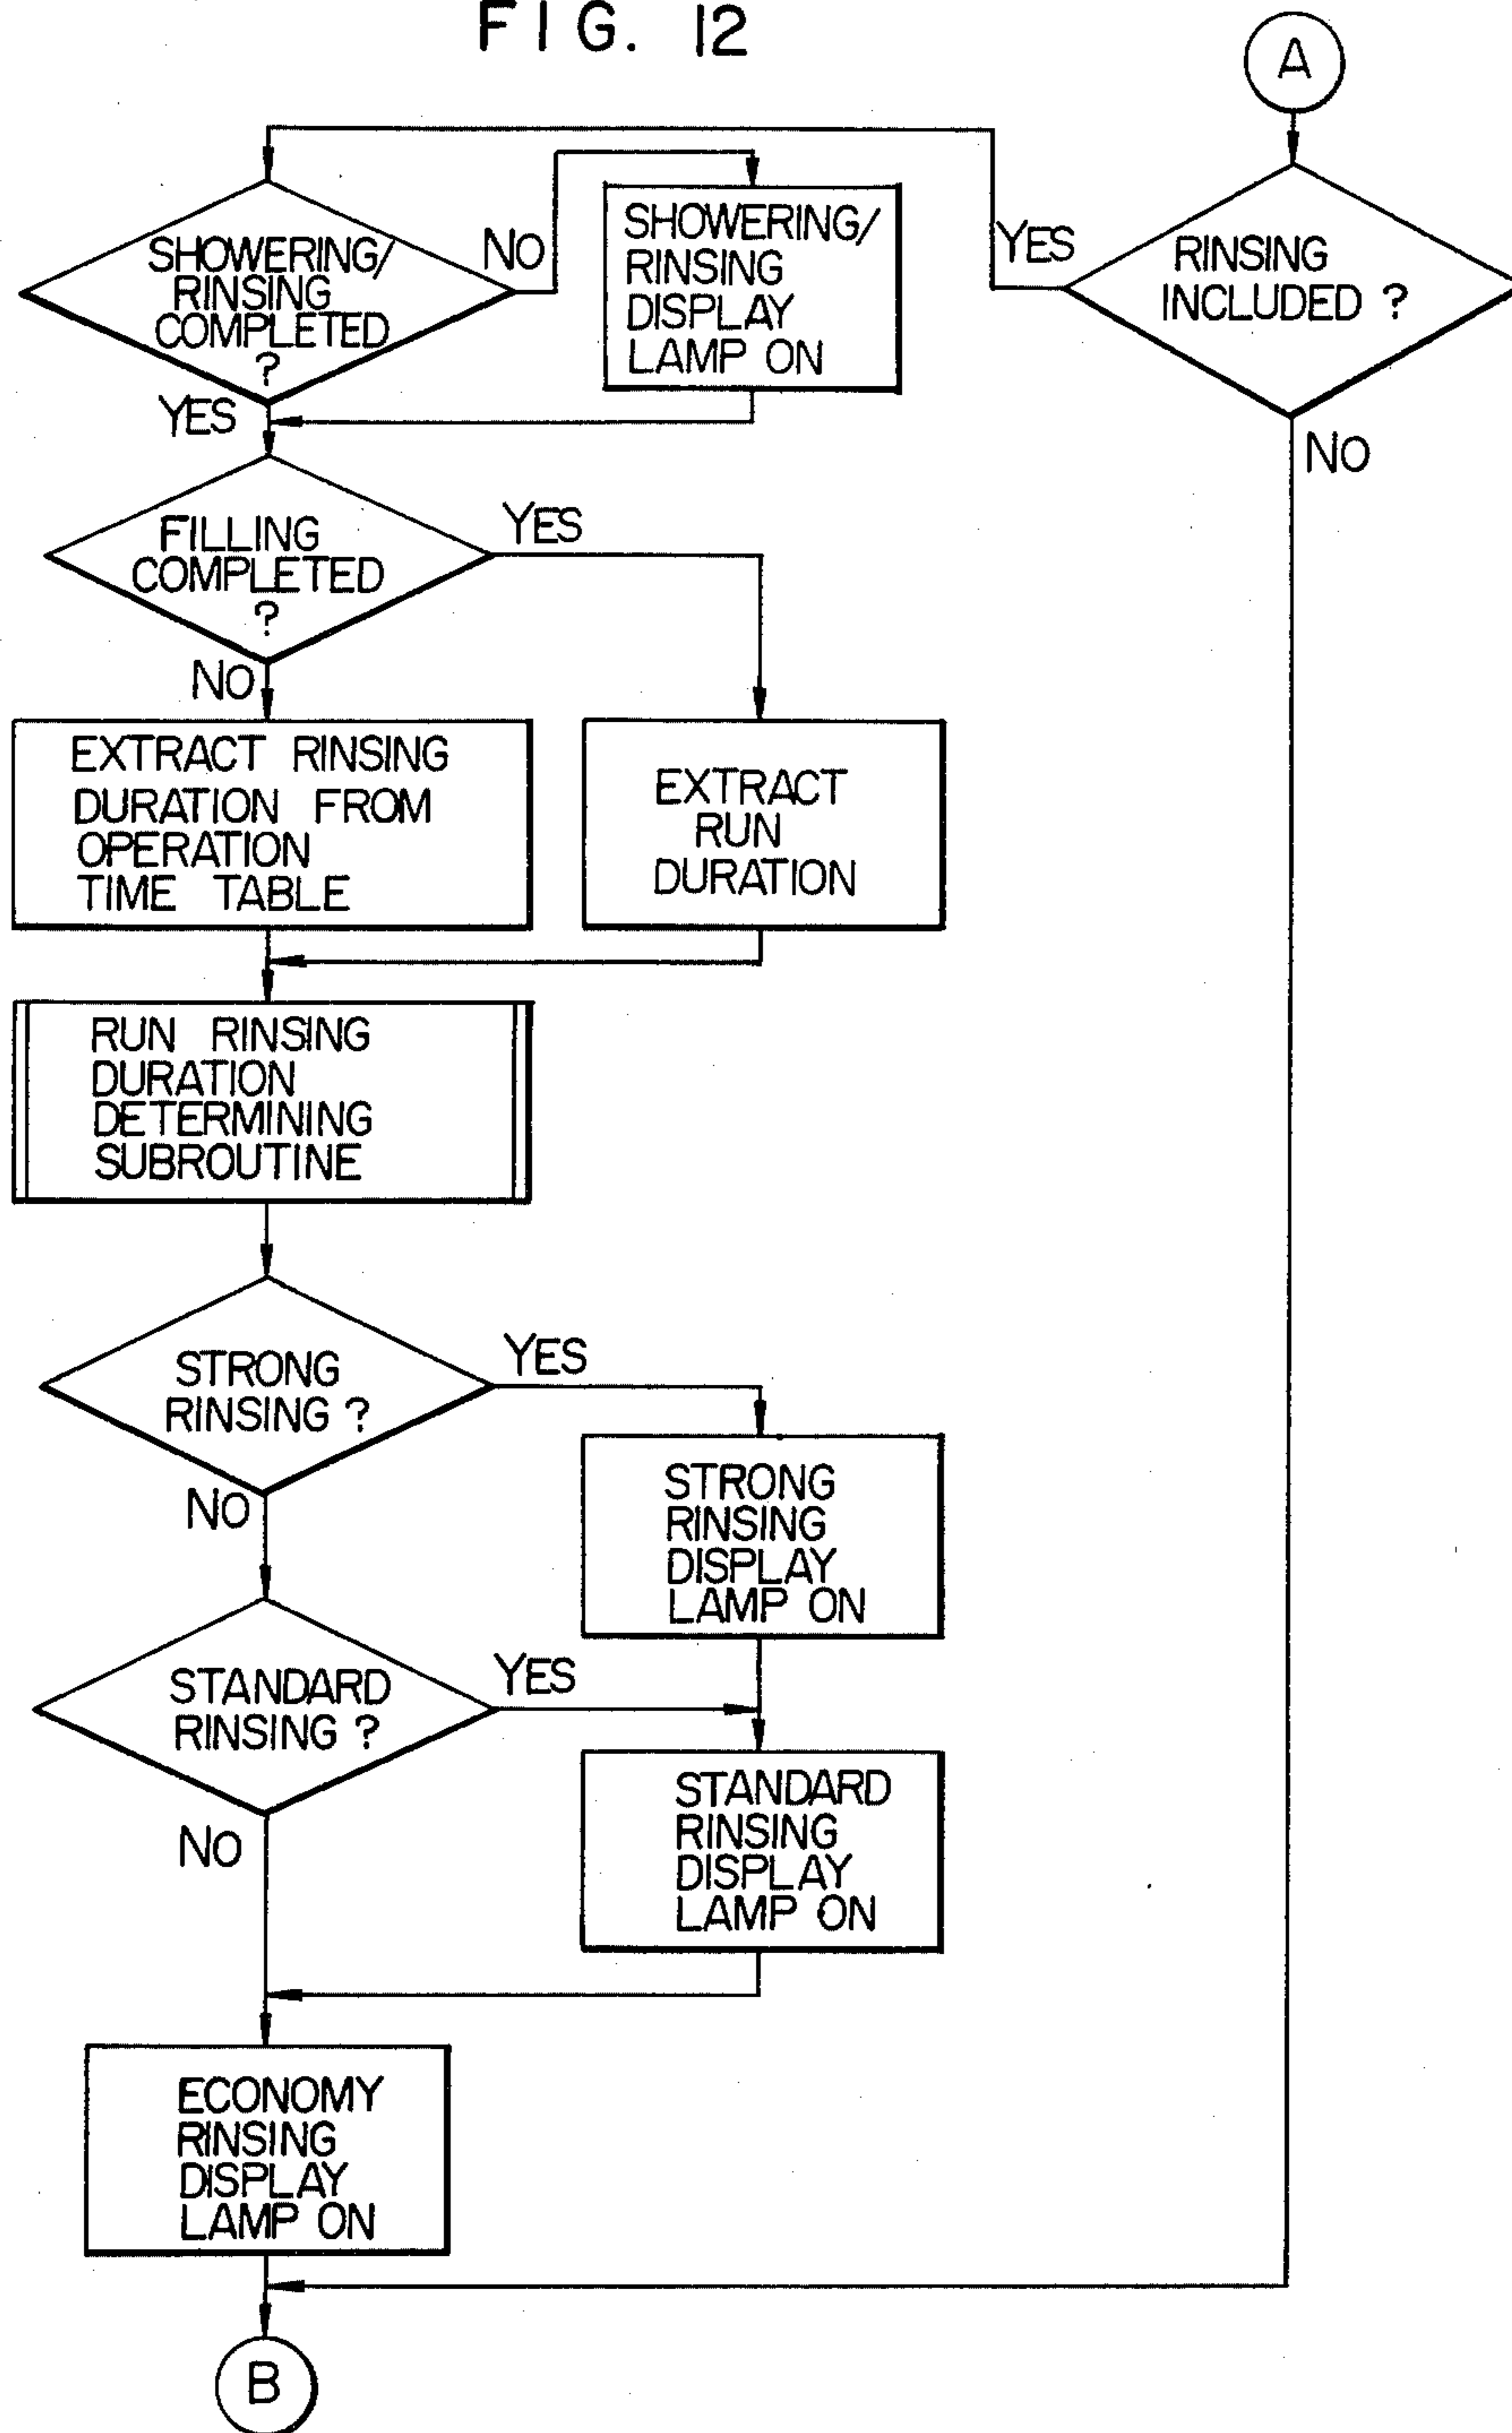 FIG. 12
A
RINSING
INCLUDED ?
YES
NO
SHOWERING/
RINSING
COMPLETED
?
NO
YES
SHOWERING/
RINSING
DISPLAY
LAMP ON
FILLING
COMPLETED
?
YES
NO
EXTRACT RINSING
DURATION FROM
OPERATION
TIME TABLE
EXTRACT
RUN
DURATION
RUN RINSING
DURATION
DETERMINING
SUBROUTINE
STRONG
RINSING ?
YES
NO
STRONG
RINSING
DISPLAY
LAMP ON
STANDARD
RINSING ?
YES
NO
STANDARD
RINSING
DISPLAY
LAMP ON
ECONOMY
RINSING
DISPLAY
LAMP ON
B